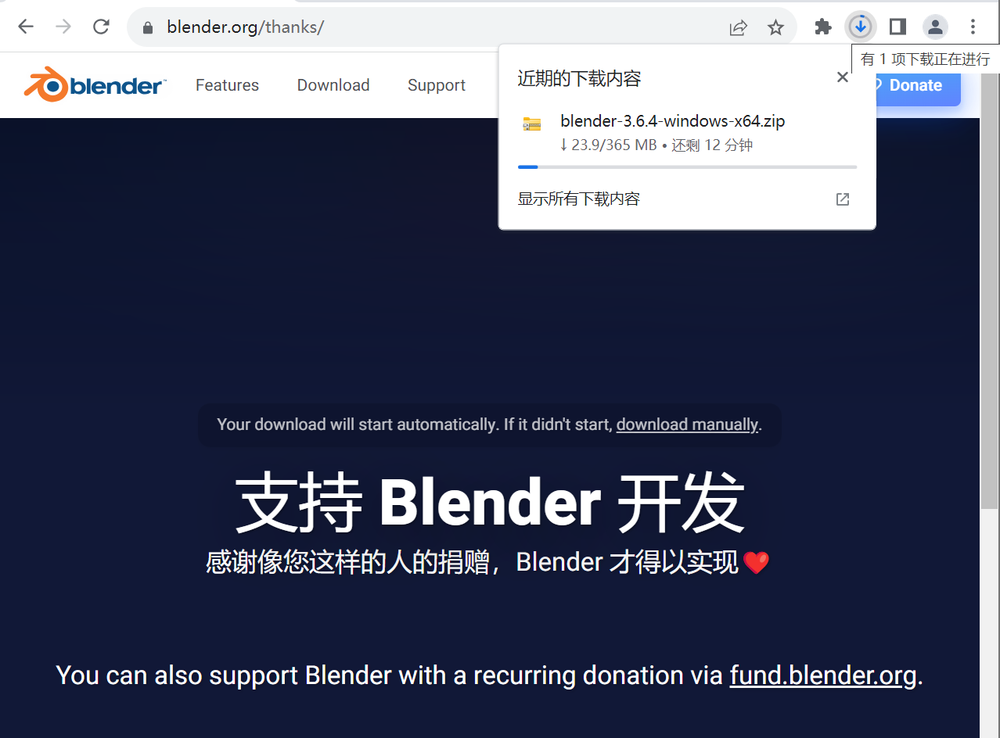 blender.org/thanks/
有 1 项下载正在进行
blender™
Features
Download
Support
Donate
近期的下载内容
blender-3.6.4-windows-x64.zip
↓ 23.9/365 MB • 还剩 12 分钟
显示所有下载内容
Your download will start automatically. If it didn't start, download manually.
支持 Blender 开发
感谢像您这样的人的捐赠，Blender 才得以实现❤️
You can also support Blender with a recurring donation via fund.blender.org.